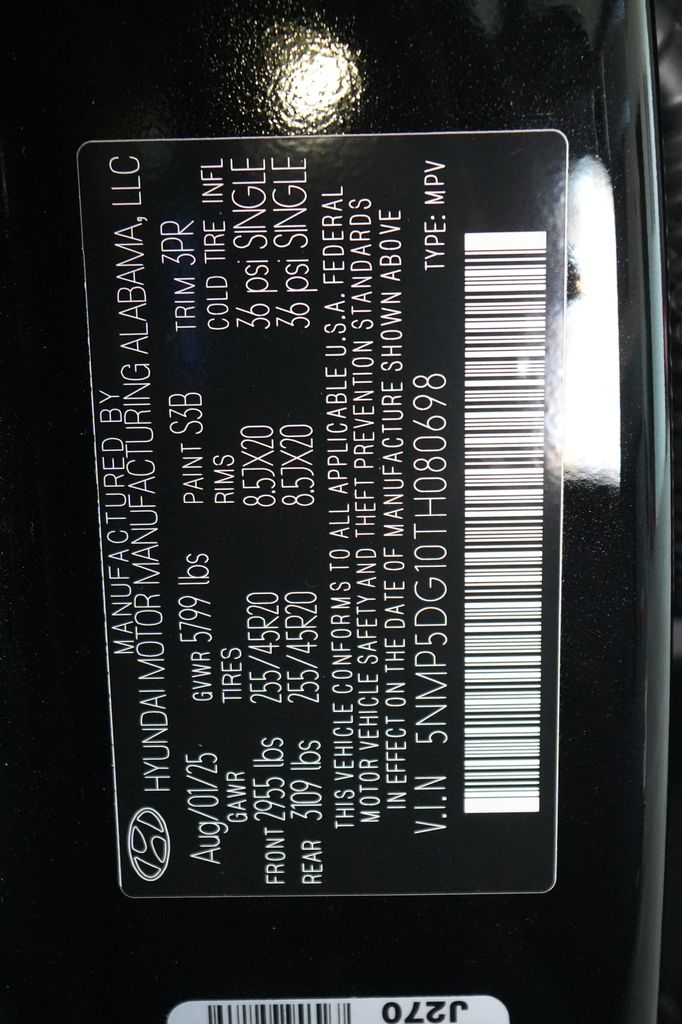 MANUFACTURED BY
HYUNDAI MOTOR MANUFACTURING ALABAMA, LLC
Aug/01/25 GVWR 5799 lbs PAINT S3B TRIM 3PR
GAWR TIRES RIMS COLD TIRE INFL
FRONT 2955 lbs 255/45R20 8.5JX20 36 psi SINGLE
REAR 3109 lbs 255/45R20 8.5JX20 36 psi SINGLE
THIS VEHICLE CONFORMS TO ALL APPLICABLE U.S.A. FEDERAL
MOTOR VEHICLE SAFETY AND THEFT PREVENTION STANDARDS
IN EFFECT ON THE DATE OF MANUFACTURE SHOWN ABOVE
V.I.N 5NMP5DG10TH080698 TYPE: MPV
J270